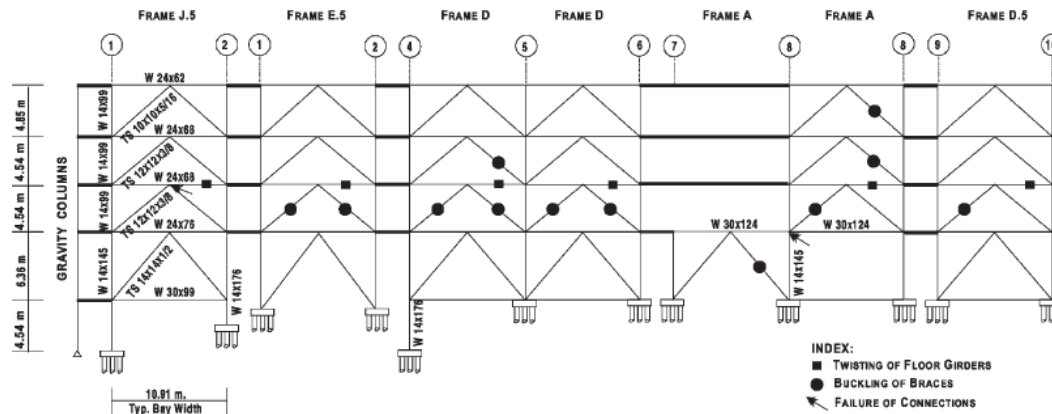 FRAME J.5 FRAME E.5 FRAME D FRAME D FRAME A FRAME A FRAME D.5
1 2 1 2 4 5 6 7 8 8 9 10
W 24x62
4.85 m
W 14x99
TS 10x10x5/16
W 24x68
4.54 m
W 14x99
TS 12x12x3/8
W 24x68
4.54 m
W 14x99
TS 12x12x3/8
W 24x76
W 30x124
W 30x124
GRAVITY COLUMNS
6.36 m
W 14x145
TS 14x14x1/2
W 30x99
W 14x176
W 14x176
W 14x145
4.54 m
10.91 m.
Typ. Bay Width
INDEX:
TWISTING OF FLOOR GIRDERS
BUCKLING OF BRACES
FAILURE OF CONNECTIONS